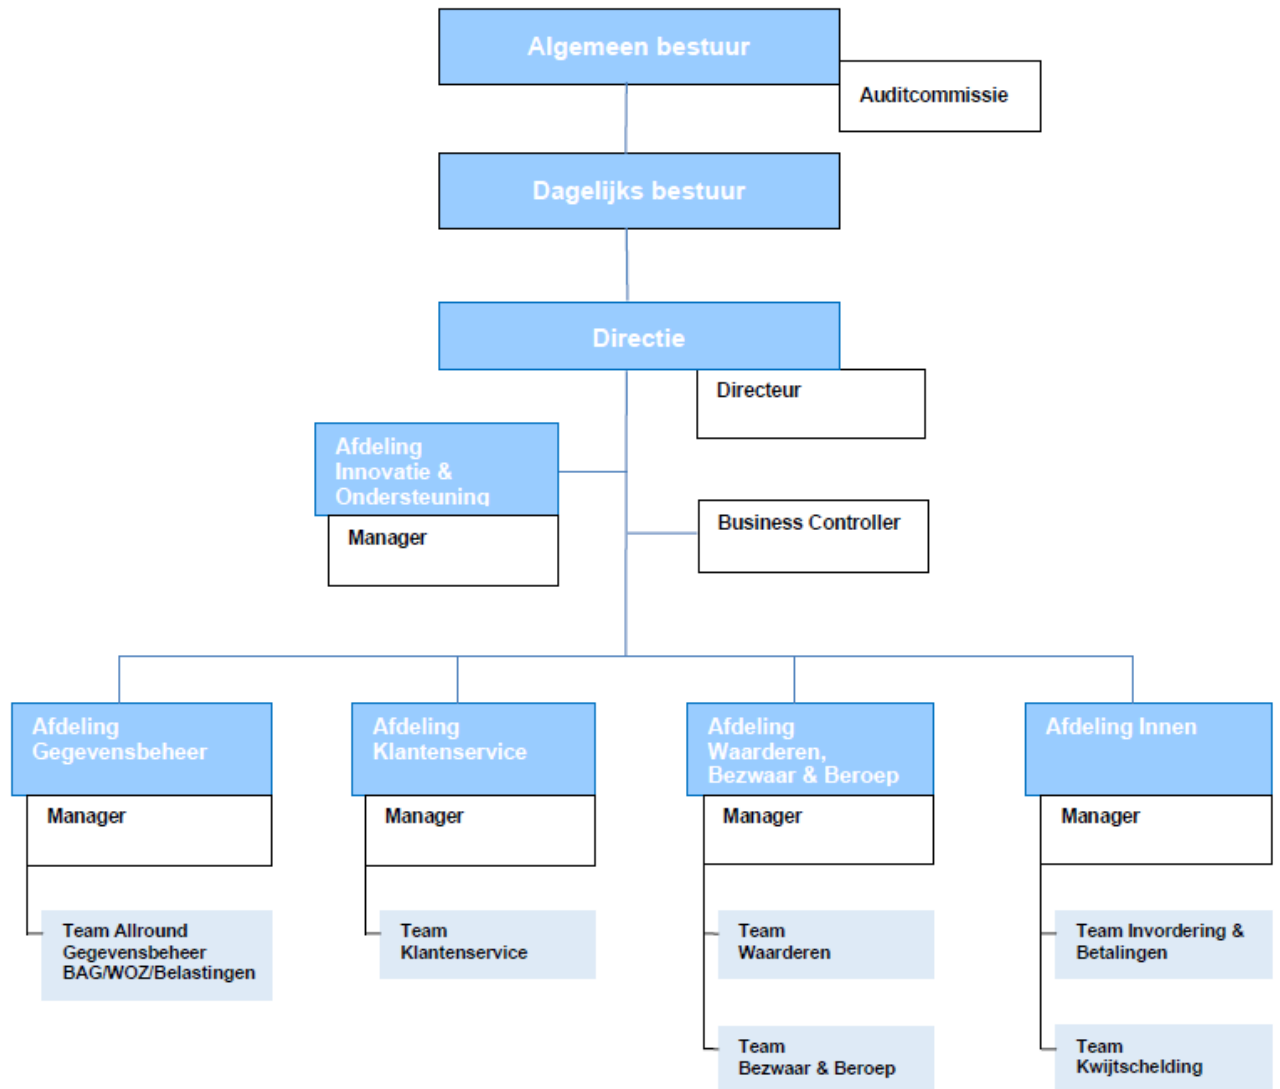 Algemeen bestuur
Auditcommissie
Dagelijks bestuur
Directie
Directeur
Afdeling
Innovatie &
Ondersteuning
Manager
Business Controller
Afdeling
Gegevensbeheer
Manager
Team Allround
Gegevensbeheer
BAG/WOZ/Belastingen
Afdeling
Klantenservice
Manager
Team
Klantenservice
Afdeling
Waarderen,
Bezwaar & Beroep
Manager
Team
Waarderen
Team
Bezwaar & Beroep
Afdeling Innen
Manager
Team Invordering &
Betalingen
Team
Kwijtschelding